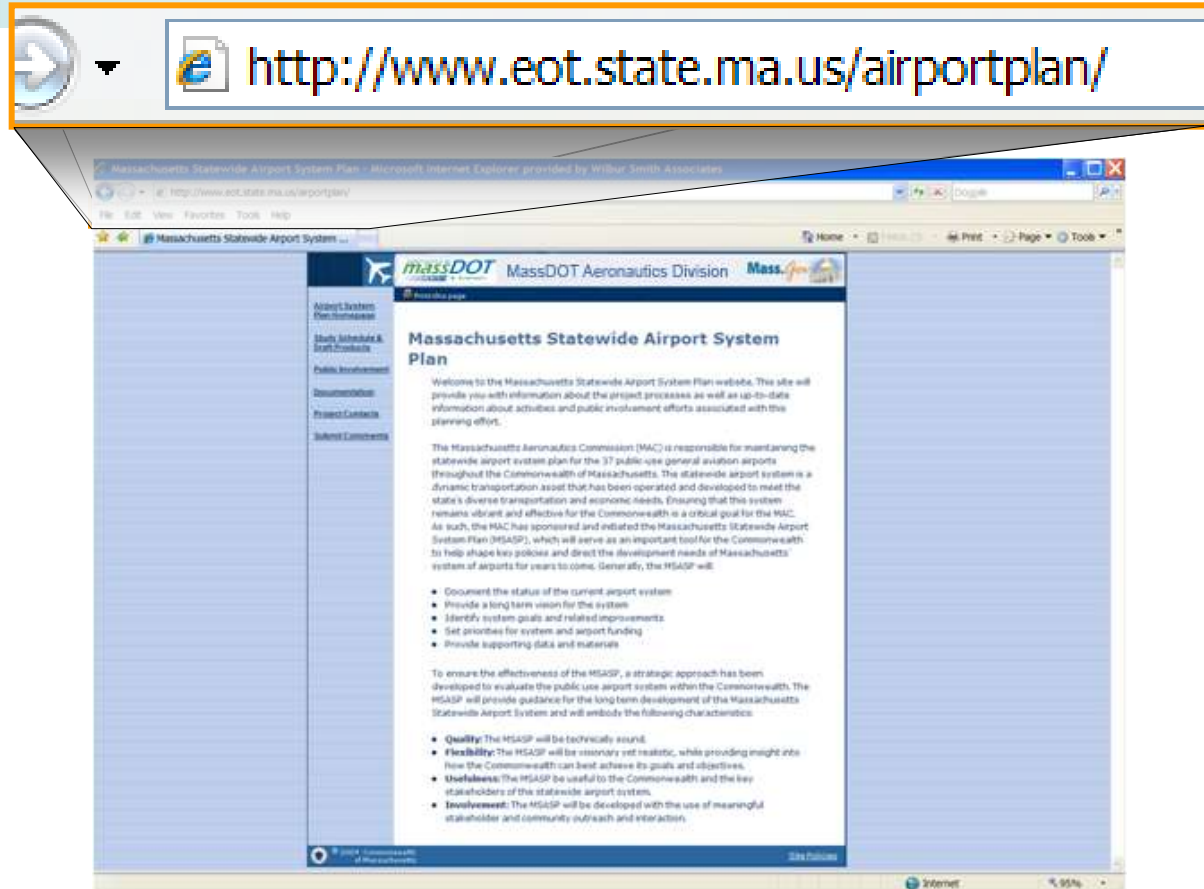 http://www.eot.state.ma.us/airportplan/
Massachusetts Statewide Airport System Plan - Microsoft Internet Explorer provided by Wilbur Smith Associates
http://www.eot.state.ma.us/airportplan/
File Edit View Favorites Tools Help
Massachusetts Statewide Airport System ... Home Print Page Tools
massDOT MassDOT Aeronautics Division Mass.Gov
Print this page
Airport System
Plan Homepage
Study Schedule &
Draft Products
Public Involvement
Documentation
Project Contacts
Submit Comments
Massachusetts Statewide Airport System
Plan
Welcome to the Massachusetts Statewide Airport System Plan website. This site will
provide you with information about the project processes as well as up-to-date
information about activities and public involvement efforts associated with this
planning effort.
The Massachusetts Aeronautics Commission (MAC) is responsible for maintaining the
statewide airport system plan for the 37 public-use general aviation airports
throughout the Commonwealth of Massachusetts. The statewide airport system is a
dynamic transportation asset that has been operated and developed to meet the
state's diverse transportation and economic needs. Ensuring that this system
remains vibrant and effective for the Commonwealth is a critical goal for the MAC.
As such, the MAC has sponsored and initiated the Massachusetts Statewide Airport
System Plan (MSASP), which will serve as an important tool for the Commonwealth
to help shape key policies and direct the development needs of Massachusetts'
system of airports for years to come. Generally, the MSASP will:
• Document the status of the current airport system
• Provide a long term vision for the system
• Identify system goals and related improvements
• Set priorities for system and airport funding
• Provide supporting data and materials
To ensure the effectiveness of the MSASP, a strategic approach has been
developed to evaluate the public use airport system within the Commonwealth. The
MSASP will provide guidance for the long term development of the Massachusetts
Statewide Airport System and will embody the following characteristics:
• Quality: The MSASP will be technically sound.
• Flexibility: The MSASP will be visionary yet realistic, while providing insight into
how the Commonwealth can best achieve its goals and objectives.
• Usefulness: The MSASP be useful to the Commonwealth and the key
stakeholders of the statewide airport system.
• Involvement: The MSASP will be developed with the use of meaningful
stakeholder and community outreach and interaction.
Commonwealth
of Massachusetts
Site Policies
Internet 95%